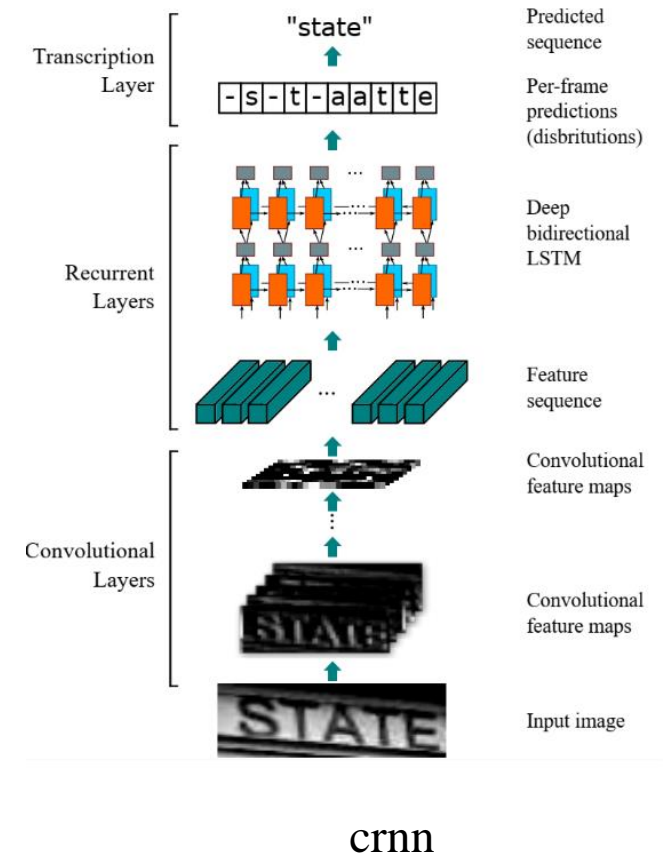 "state"
Predicted
sequence
Transcription
Layer
-s-t-aatte
Per-frame
predictions
(disbritutions)
...
...
Deep
bidirectional
LSTM
Recurrent
Layers
...
...
...
Feature
sequence
Convolutional
feature maps
...
Convolutional
Layers
STATE
Convolutional
feature maps
STATE
Input image
crnn